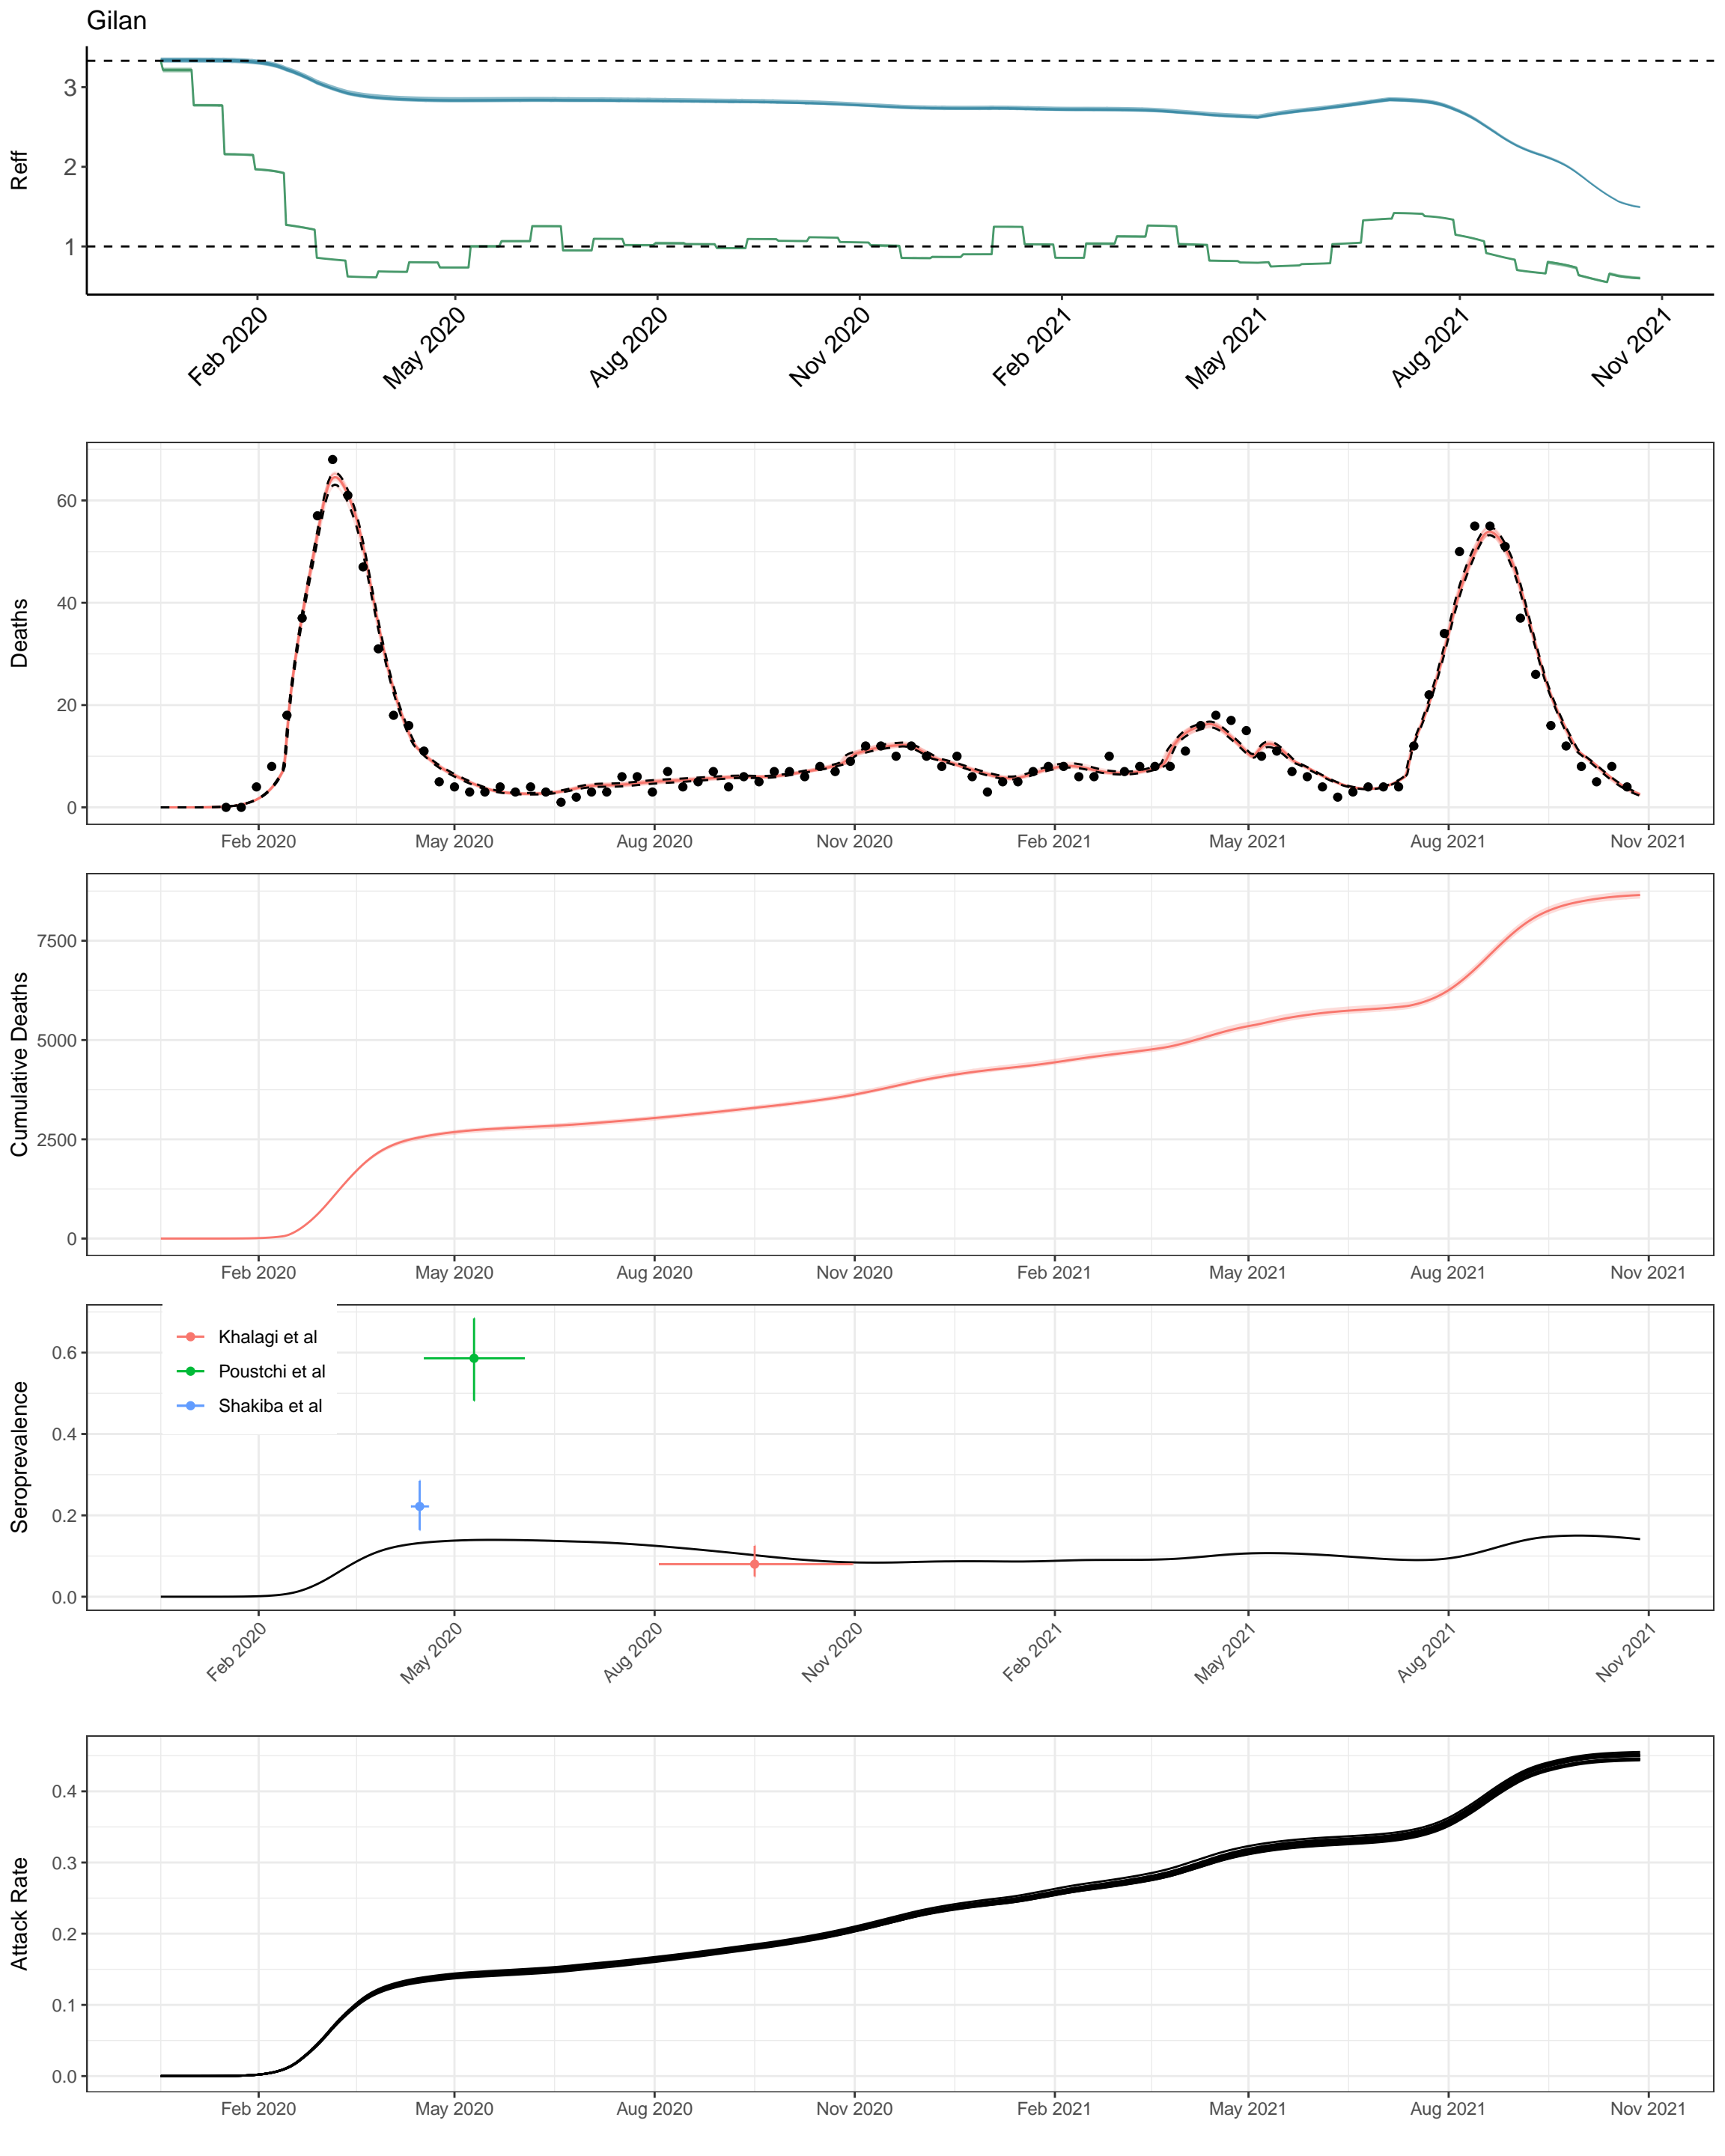 Gilan
Reff
3
2
1
Feb 2020
May 2020
Aug 2020
Nov 2020
Feb 2021
May 2021
Aug 2021
Nov 2021
Deaths
60
40
20
0
Feb 2020
May 2020
Aug 2020
Nov 2020
Feb 2021
May 2021
Aug 2021
Nov 2021
Cumulative Deaths
7500
5000
2500
0
Feb 2020
May 2020
Aug 2020
Nov 2020
Feb 2021
May 2021
Aug 2021
Nov 2021
Seroprevalence
0.6
0.4
0.2
0.0
Khalagi et al
Poustchi et al
Shakiba et al
Feb 2020
May 2020
Aug 2020
Nov 2020
Feb 2021
May 2021
Aug 2021
Nov 2021
Attack Rate
0.4
0.3
0.2
0.1
0.0
Feb 2020
May 2020
Aug 2020
Nov 2020
Feb 2021
May 2021
Aug 2021
Nov 2021